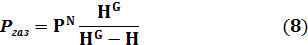 P_газ = P^N H^G / (H^G − H) (8)